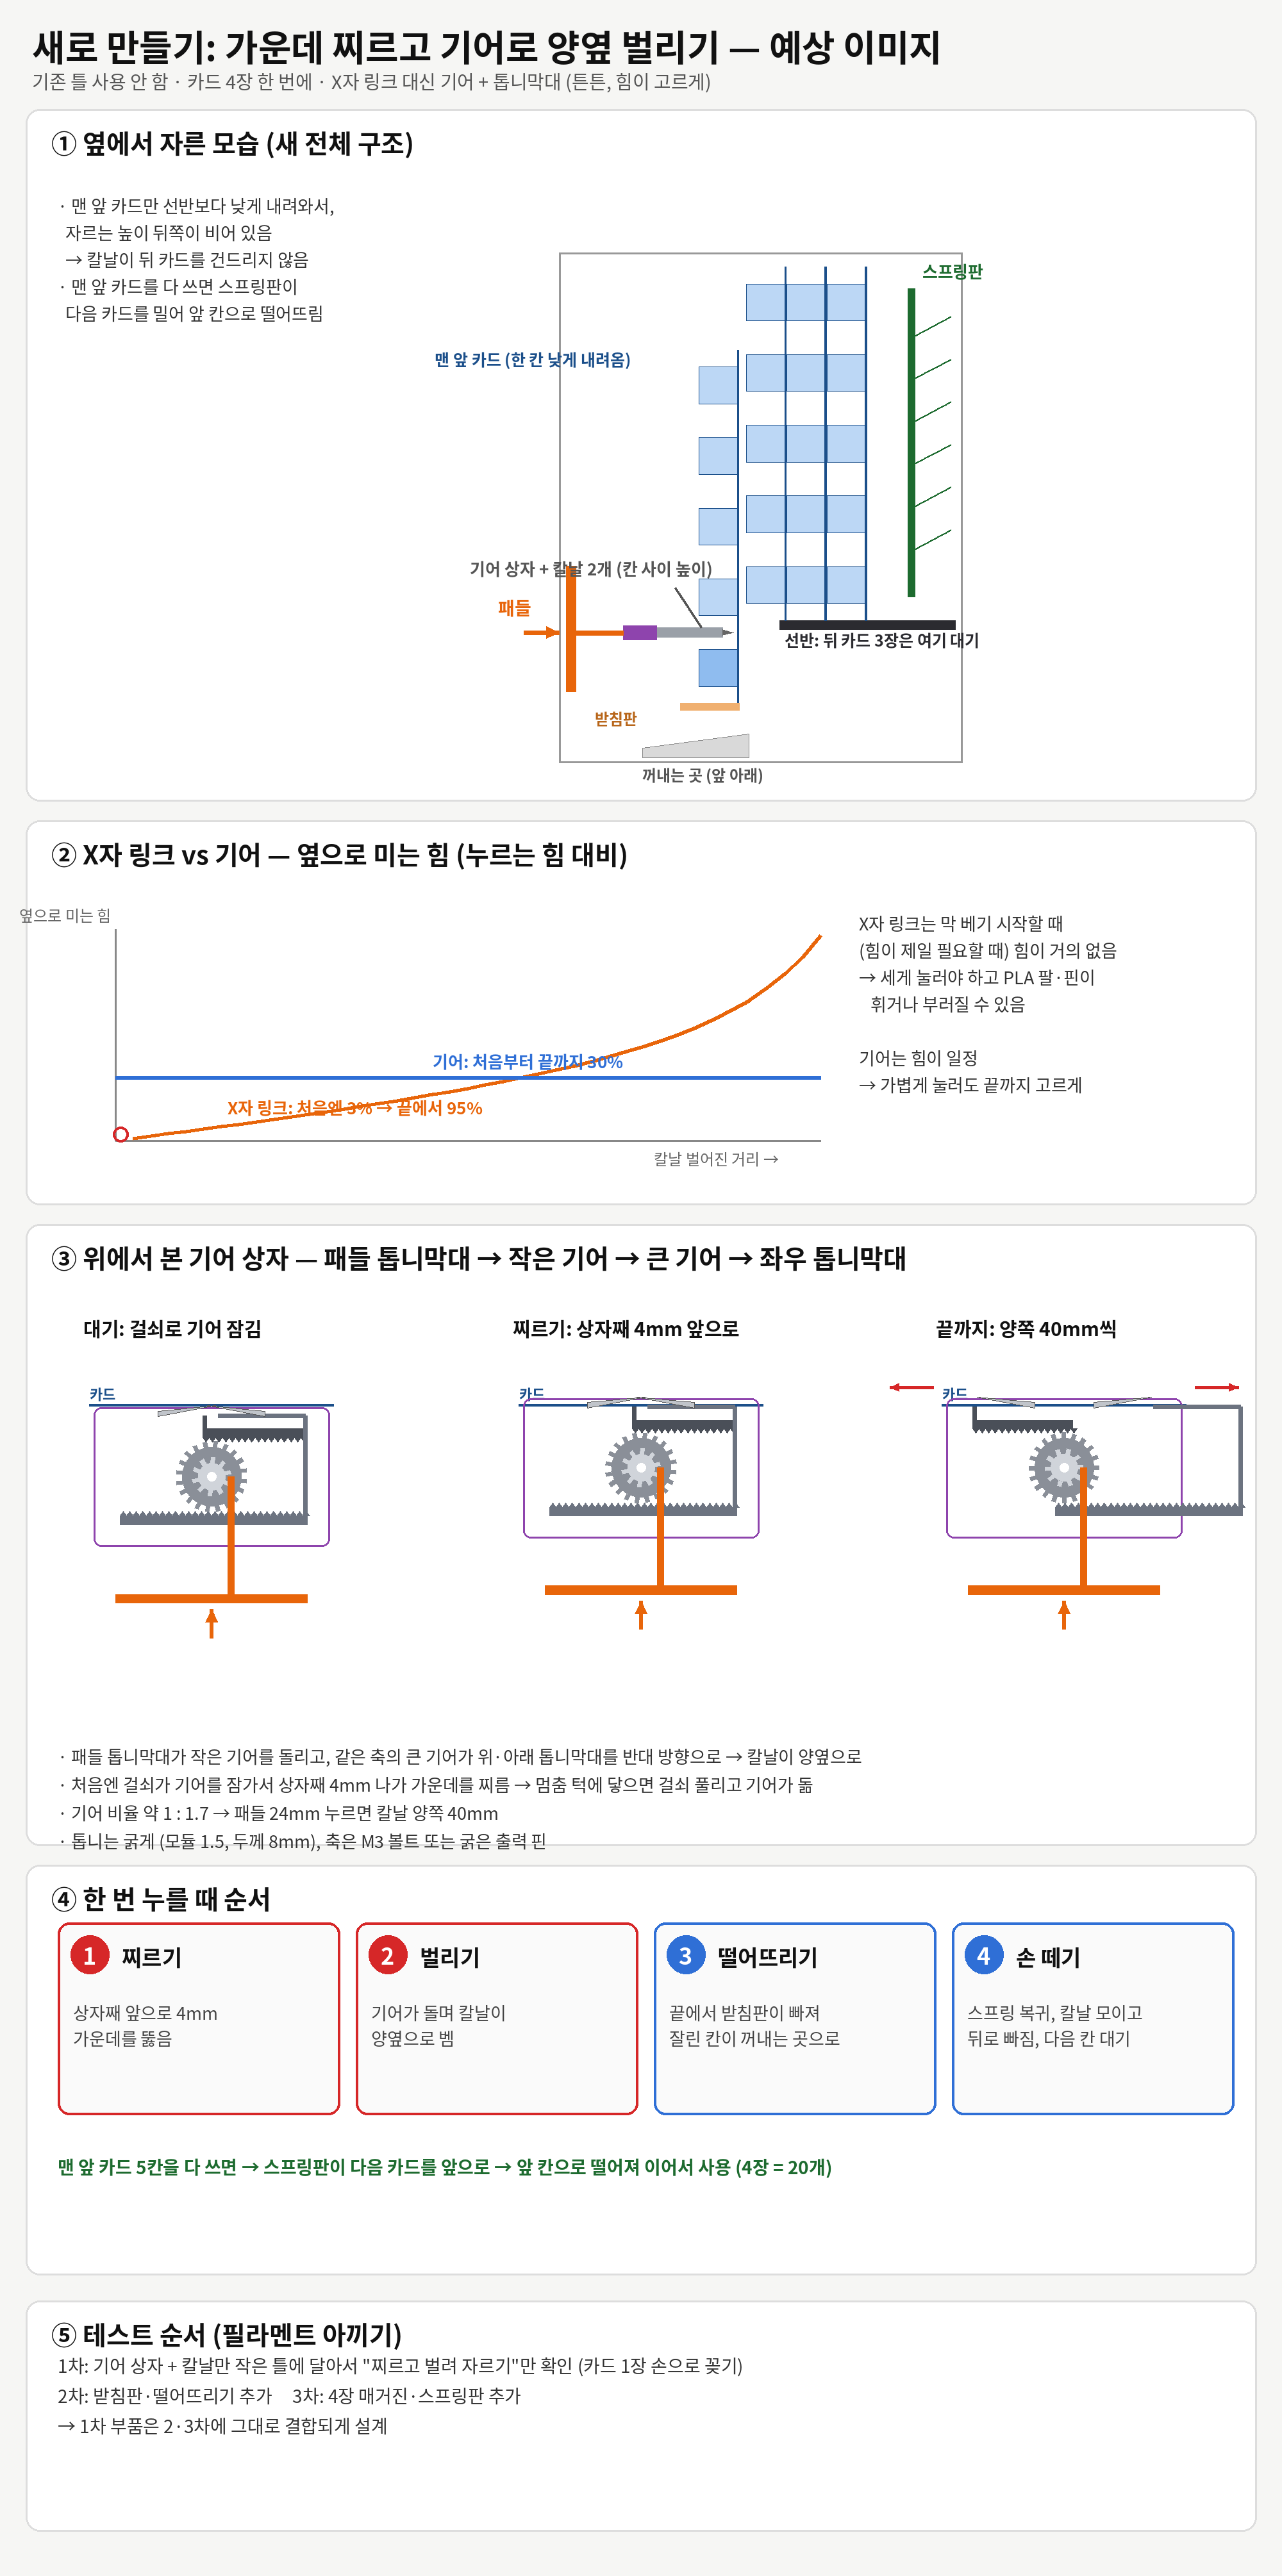 새로 만들기: 가운데 찌르고 기어로 양옆 벌리기 — 예상 이미지
기존 틀 사용 안 함 · 카드 4장 한 번에 · X자 링크 대신 기어 + 톱니막대 (튼튼, 힘이 고르게)
① 옆에서 자른 모습 (새 전체 구조)
· 맨 앞 카드만 선반보다 낮게 내려와서,
자르는 높이 뒤쪽이 비어 있음
→ 칼날이 뒤 카드를 건드리지 않음
· 맨 앞 카드를 다 쓰면 스프링판이
다음 카드를 밀어 앞 칸으로 떨어뜨림
스프링판
맨 앞 카드 (한 칸 낮게 내려옴)
기어 상자 + 칼날 2개 (칸 사이 높이)
패들
선반: 뒤 카드 3장은 여기 대기
받침판
꺼내는 곳 (앞 아래)
② X자 링크 vs 기어 — 옆으로 미는 힘 (누르는 힘 대비)
옆으로 미는 힘
기어: 처음부터 끝까지 30%
X자 링크: 처음엔 3% → 끝에서 95%
칼날 벌어진 거리 →
X자 링크는 막 베기 시작할 때
(힘이 제일 필요할 때) 힘이 거의 없음
→ 세게 눌러야 하고 PLA 팔·핀이
휘거나 부러질 수 있음
기어는 힘이 일정
→ 가볍게 눌러도 끝까지 고르게
③ 위에서 본 기어 상자 — 패들 톱니막대 → 작은 기어 → 큰 기어 → 좌우 톱니막대
대기: 걸쇠로 기어 잠김
찌르기: 상자째 4mm 앞으로
끝까지: 양쪽 40mm씩
카드
카드
카드
· 패들 톱니막대가 작은 기어를 돌리고, 같은 축의 큰 기어가 위·아래 톱니막대를 반대 방향으로 → 칼날이 양옆으로
· 처음엔 걸쇠가 기어를 잠가서 상자째 4mm 나가 가운데를 찌름 → 멈춤 턱에 닿으면 걸쇠 풀리고 기어가 돎
· 기어 비율 약 1 : 1.7 → 패들 24mm 누르면 칼날 양쪽 40mm
· 톱니는 굵게 (모듈 1.5, 두께 8mm), 축은 M3 볼트 또는 굵은 출력 핀
④ 한 번 누를 때 순서
1 찌르기
상자째 앞으로 4mm
가운데를 뚫음
2 벌리기
기어가 돌며 칼날이
양옆으로 벰
3 떨어뜨리기
끝에서 받침판이 빠져
잘린 칸이 꺼내는 곳으로
4 손 떼기
스프링 복귀, 칼날 모이고
뒤로 빠짐, 다음 칸 대기
맨 앞 카드 5칸을 다 쓰면 → 스프링판이 다음 카드를 앞으로 → 앞 칸으로 떨어져 이어서 사용 (4장 = 20개)
⑤ 테스트 순서 (필라멘트 아끼기)
1차: 기어 상자 + 칼날만 작은 틀에 달아서 "찌르고 벌려 자르기"만 확인 (카드 1장 손으로 꽂기)
2차: 받침판·떨어뜨리기 추가 3차: 4장 매거진·스프링판 추가
→ 1차 부품은 2·3차에 그대로 결합되게 설계